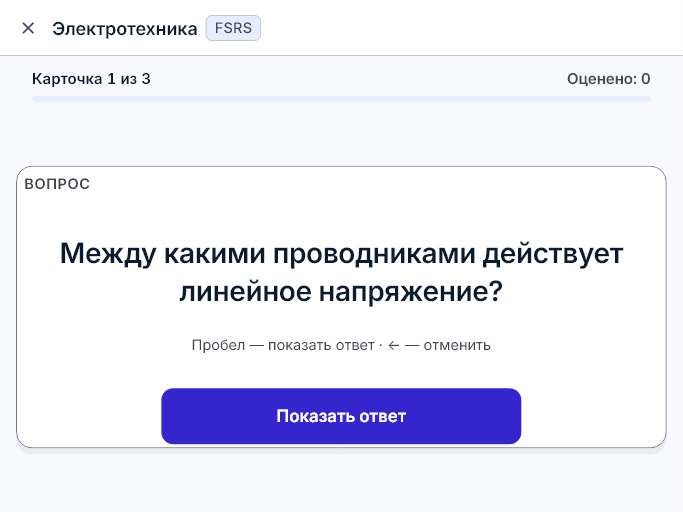 Электротехника FSRS
Карточка 1 из 3
Оценено: 0
ВОПРОС
Между какими проводниками действует
линейное напряжение?
Пробел — показать ответ · ← — отменить
Показать ответ